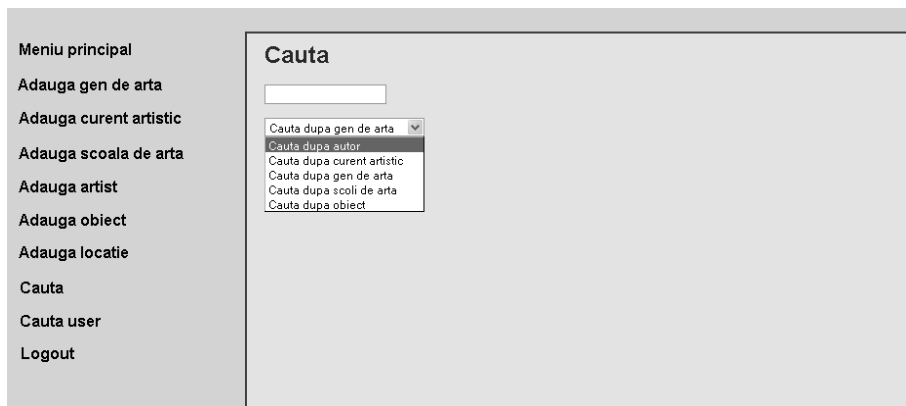 Meniu principal
Adauga gen de arta
Adauga curent artistic
Adauga scoala de arta
Adauga artist
Adauga obiect
Adauga locatie
Cauta
Cauta user
Logout
Cauta
Cauta dupa gen de arta
Cauta dupa autor
Cauta dupa curent artistic
Cauta dupa gen de arta
Cauta dupa scoli de arta
Cauta dupa obiect